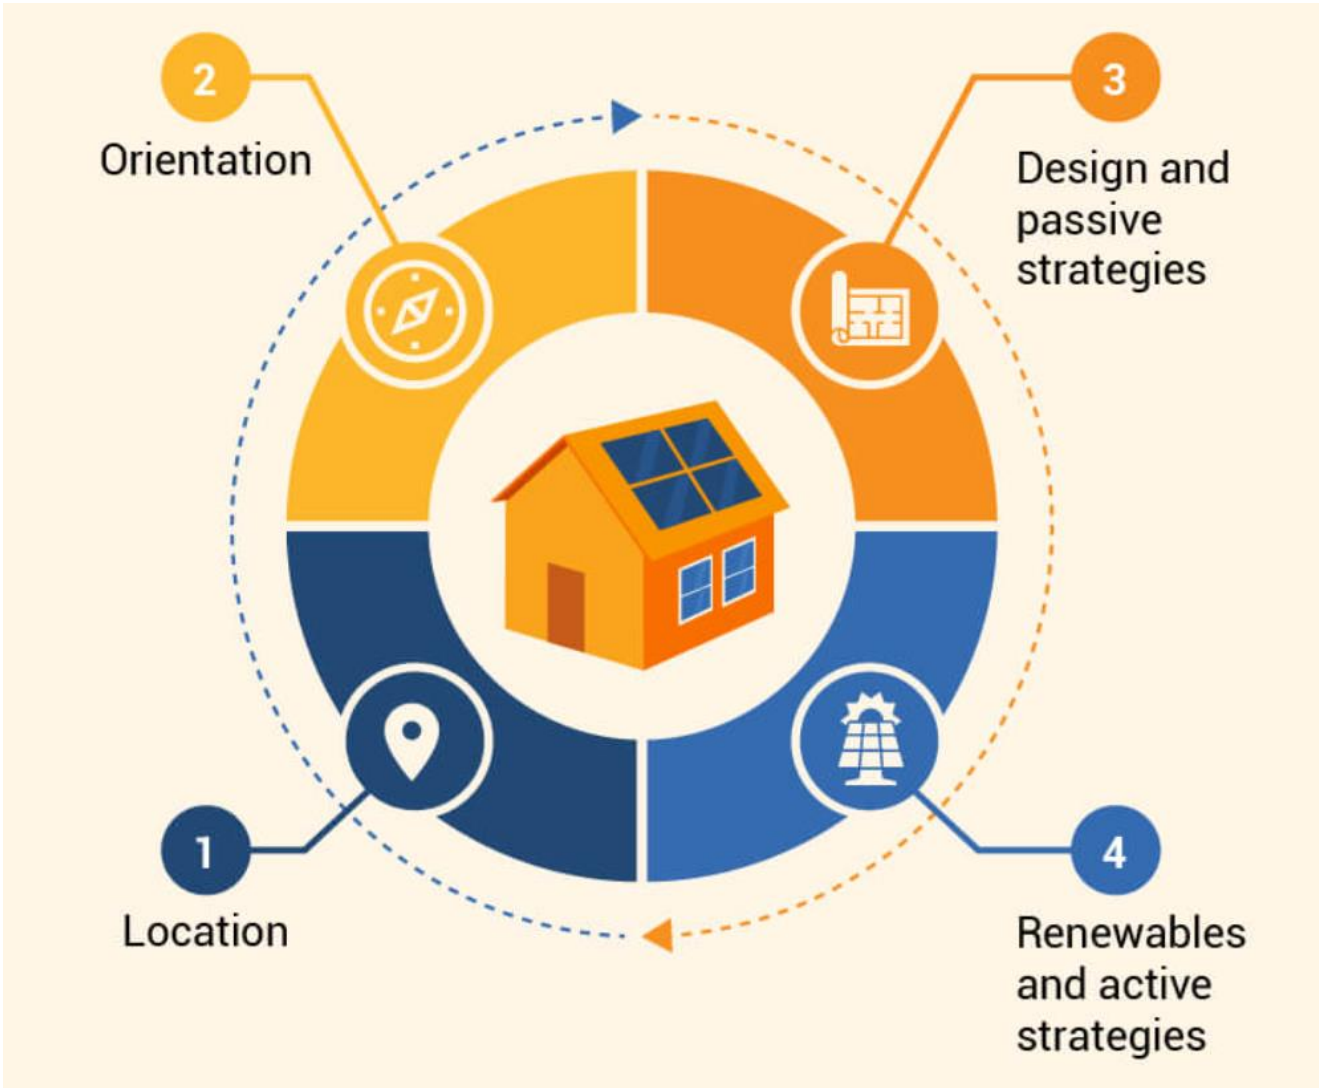 2
Orientation
3
Design and
passive
strategies
1
Location
4
Renewables
and active
strategies